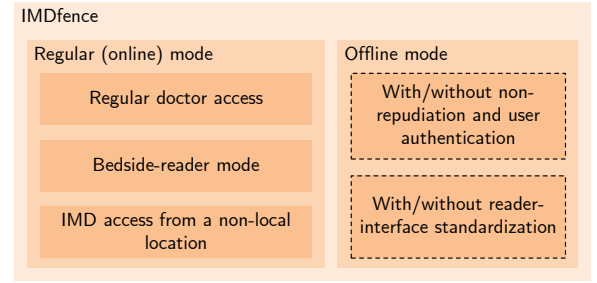 IMDfence
Regular (online) mode
Regular doctor access
Bedside-reader mode
IMD access from a non-local
location
Offline mode
With/without non-
repudiation and user
authentication
With/without reader-
interface standardization